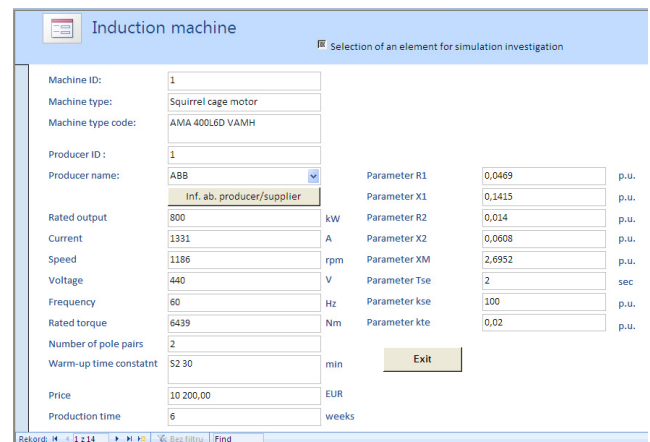 Induction machine
Selection of an element for simulation investigation
Machine ID: 1
Machine type: Squirrel cage motor
Machine type code: AMA 400L6D VAMH
Producer ID : 1
Producer name: ABB
Inf. ab. producer/supplier
Rated output 800 kW
Current 1331 A
Speed 1186 rpm
Voltage 440 V
Frequency 60 Hz
Rated torque 6439 Nm
Number of pole pairs 2
Warm-up time constatnt S2 30 min
Price 10 200,00 EUR
Production time 6 weeks
Parameter R1 0,0469 p.u.
Parameter X1 0,1415 p.u.
Parameter R2 0,014 p.u.
Parameter X2 0,0608 p.u.
Parameter XM 2,6952 p.u.
Parameter Tse 2 sec
Parameter kse 100 p.u.
Parameter kte 0,02 p.u.
Exit
Rekord: 1 z 14 Bez filtru Find